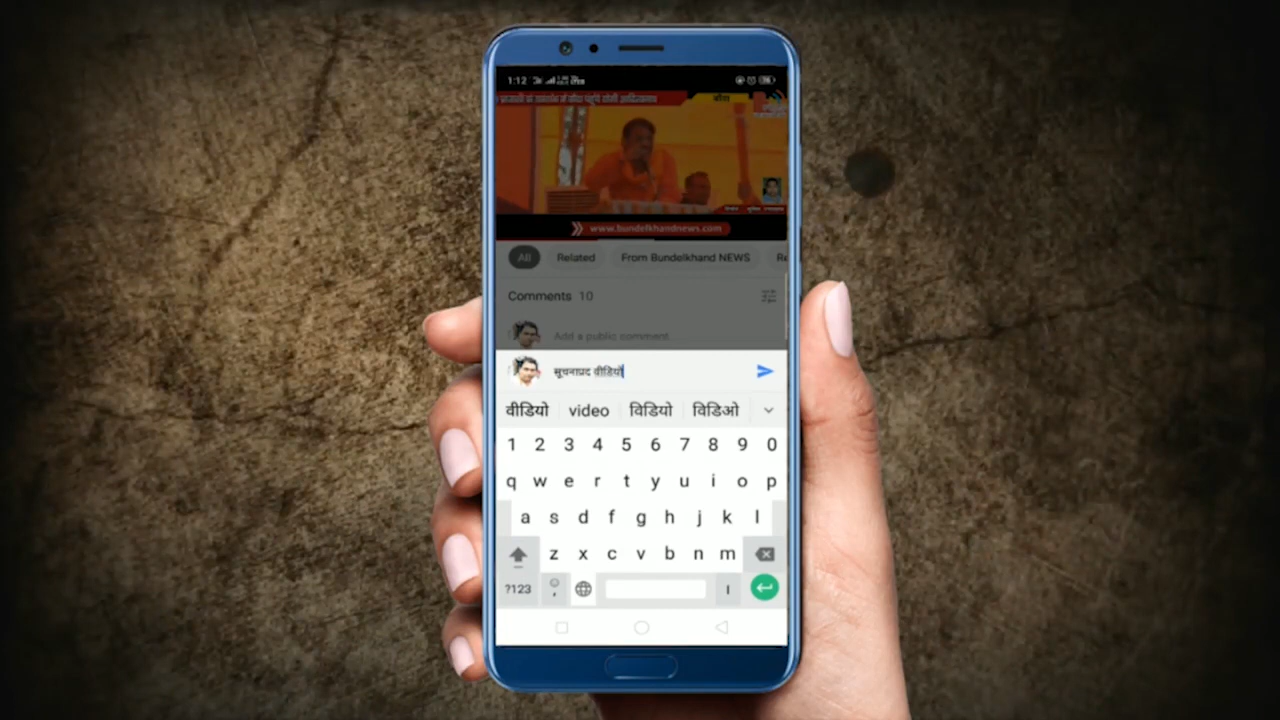 1:12
बाँदा
www.bundelkhandnews.com
All Related From Bundelkhand NEWS
Comments 10
Add a public comment.
सूचनाप्रद वीडियो
वीडियो video विडियो विडिओ
1 2 3 4 5 6 7 8 9 0
q w e r t y u i o p
a s d f g h j k l
z x c v b n m
?123 , ।